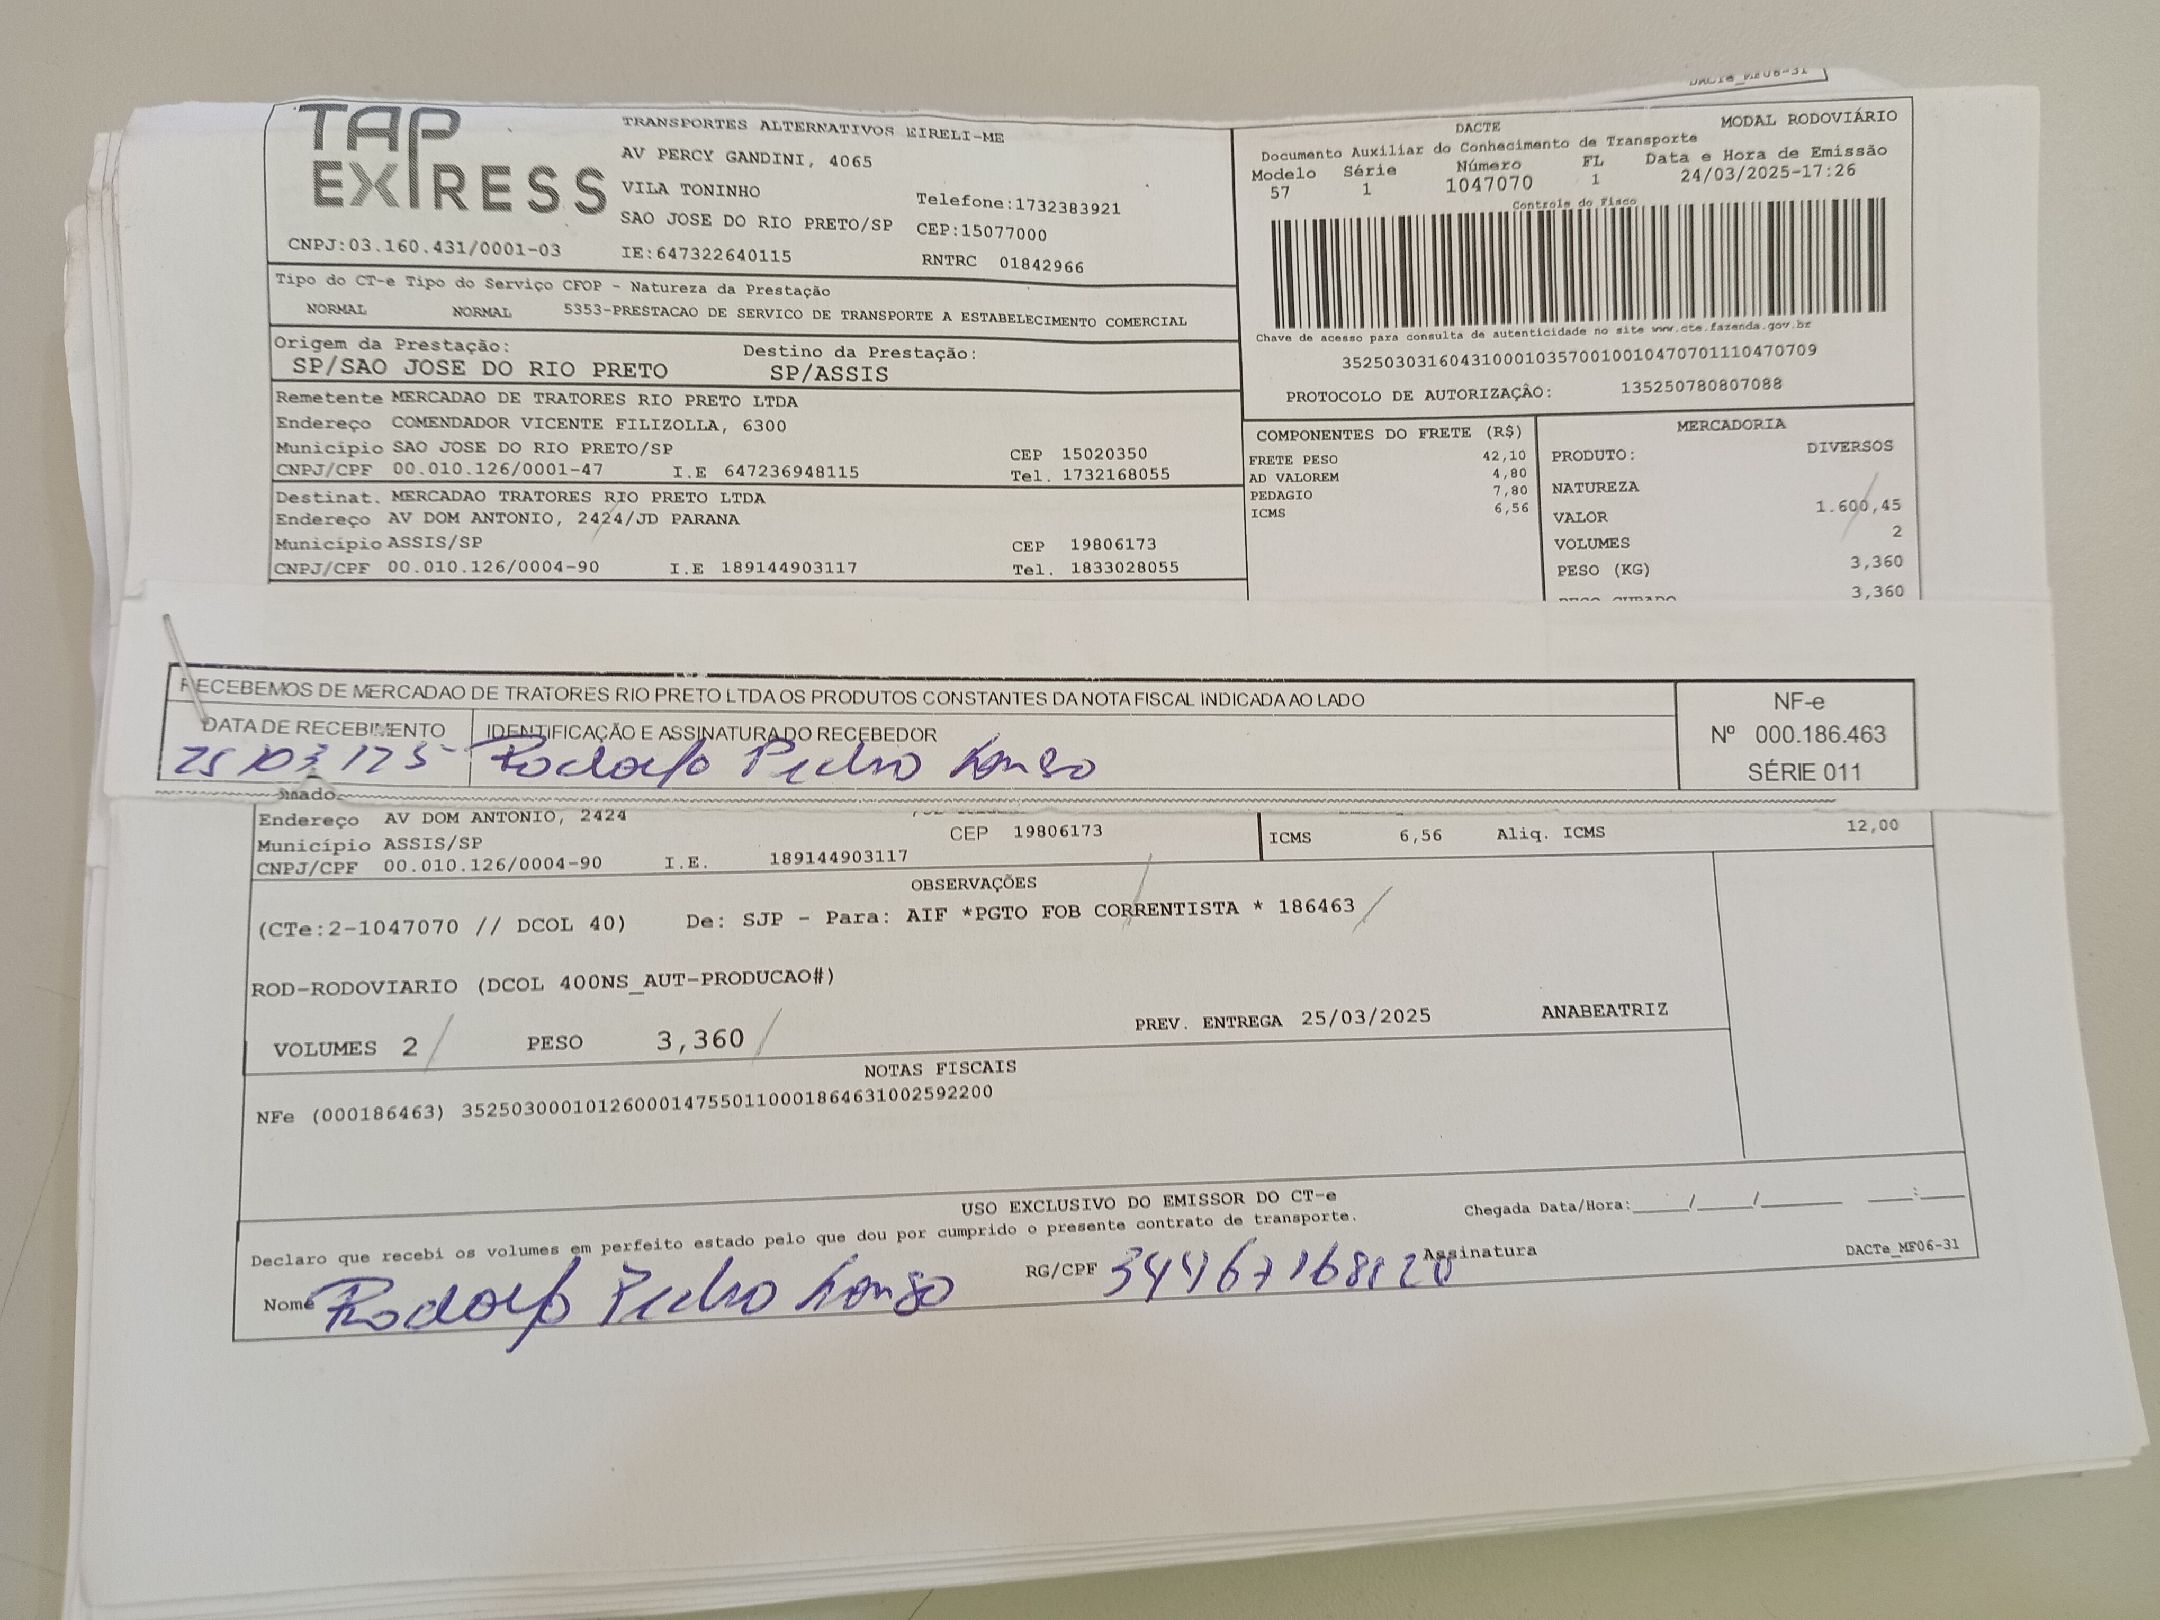 DACTe_MF06-31
TAP EXPRESS
TRANSPORTES ALTERNATIVOS EIRELI-ME
AV PERCY GANDINI, 4065
VILA TONINHO
Telefone:1732383921
SAO JOSE DO RIO PRETO/SP CEP:15077000
CNPJ:03.160.431/0001-03 IE:647322640115 RNTRC 01842966
DACTE MODAL RODOVIÁRIO
Documento Auxiliar do Conhecimento de Transporte
Modelo Série Número FL Data e Hora de Emissão
57 1 1047070 1 24/03/2025-17:26
Controle do Fisco
Chave de acesso para consulta de autenticidade no site www.cte.fazenda.gov.br
35250303160431000103570010010470701110470709
PROTOCOLO DE AUTORIZAÇÃO: 135250780807088
Tipo do CT-e Tipo do Serviço CFOP - Natureza da Prestação
NORMAL NORMAL 5353-PRESTACAO DE SERVICO DE TRANSPORTE A ESTABELECIMENTO COMERCIAL
Origem da Prestação: Destino da Prestação:
SP/SAO JOSE DO RIO PRETO SP/ASSIS
Remetente MERCADAO DE TRATORES RIO PRETO LTDA
Endereço COMENDADOR VICENTE FILIZOLLA, 6300
Município SAO JOSE DO RIO PRETO/SP CEP 15020350
CNPJ/CPF 00.010.126/0001-47 I.E 647236948115 Tel. 1732168055
Destinat. MERCADAO TRATORES RIO PRETO LTDA
Endereço AV DOM ANTONIO, 2424/JD PARANA
Município ASSIS/SP CEP 19806173
CNPJ/CPF 00.010.126/0004-90 I.E 189144903117 Tel. 1833028055
COMPONENTES DO FRETE (R$)
FRETE PESO 42,10
AD VALOREM 4,80
PEDAGIO 7,80
ICMS 6,56
MERCADORIA
PRODUTO: DIVERSOS
NATUREZA
VALOR 1.600,45
VOLUMES 2
PESO (KG) 3,360
PESO CUBADO 3,360
RECEBEMOS DE MERCADAO DE TRATORES RIO PRETO LTDA OS PRODUTOS CONSTANTES DA NOTA FISCAL INDICADA AO LADO
DATA DE RECEBIMENTO IDENTIFICAÇÃO E ASSINATURA DO RECEBEDOR
25/03/25 Rodolfo Pedro
NF-e
Nº 000.186.463
SÉRIE 011
Endereço AV DOM ANTONIO, 2424
Município ASSIS/SP CEP 19806173
CNPJ/CPF 00.010.126/0004-90 I.E. 189144903117
ICMS 6,56 Aliq. ICMS 12,00
OBSERVAÇÕES
(CTe:2-1047070 // DCOL 40) De: SJP - Para: AIF *PGTO FOB CORRENTISTA * 186463
ROD-RODOVIARIO (DCOL 400NS_AUT-PRODUCAO#)
VOLUMES 2 PESO 3,360 PREV. ENTREGA 25/03/2025 ANABEATRIZ
NOTAS FISCAIS
NFe (000186463) 35250300010126000147550110001864631002592200
USO EXCLUSIVO DO EMISSOR DO CT-e
Declaro que recebi os volumes em perfeito estado pelo que dou por cumprido o presente contrato de transporte.
Chegada Data/Hora:____/____/______ ___:___
Nome Rodolfo Pedro RG/CPF Assinatura
DACTe_MF06-31